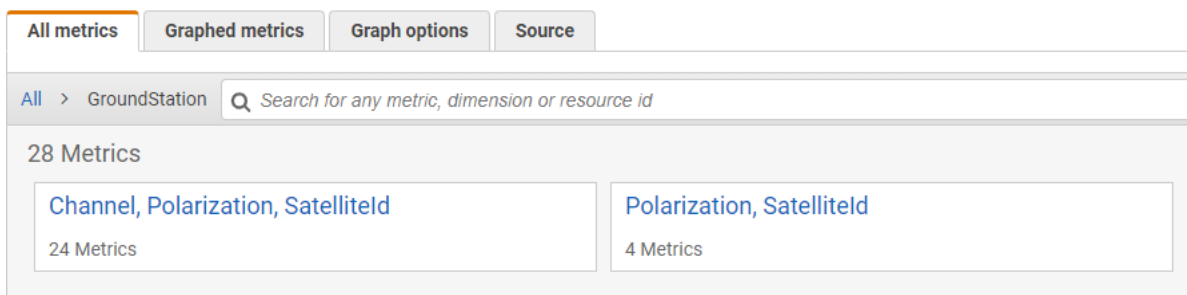 All metrics Graphed metrics Graph options Source
All > GroundStation Search for any metric, dimension or resource id
28 Metrics
Channel, Polarization, SatelliteId Polarization, SatelliteId
24 Metrics 4 Metrics